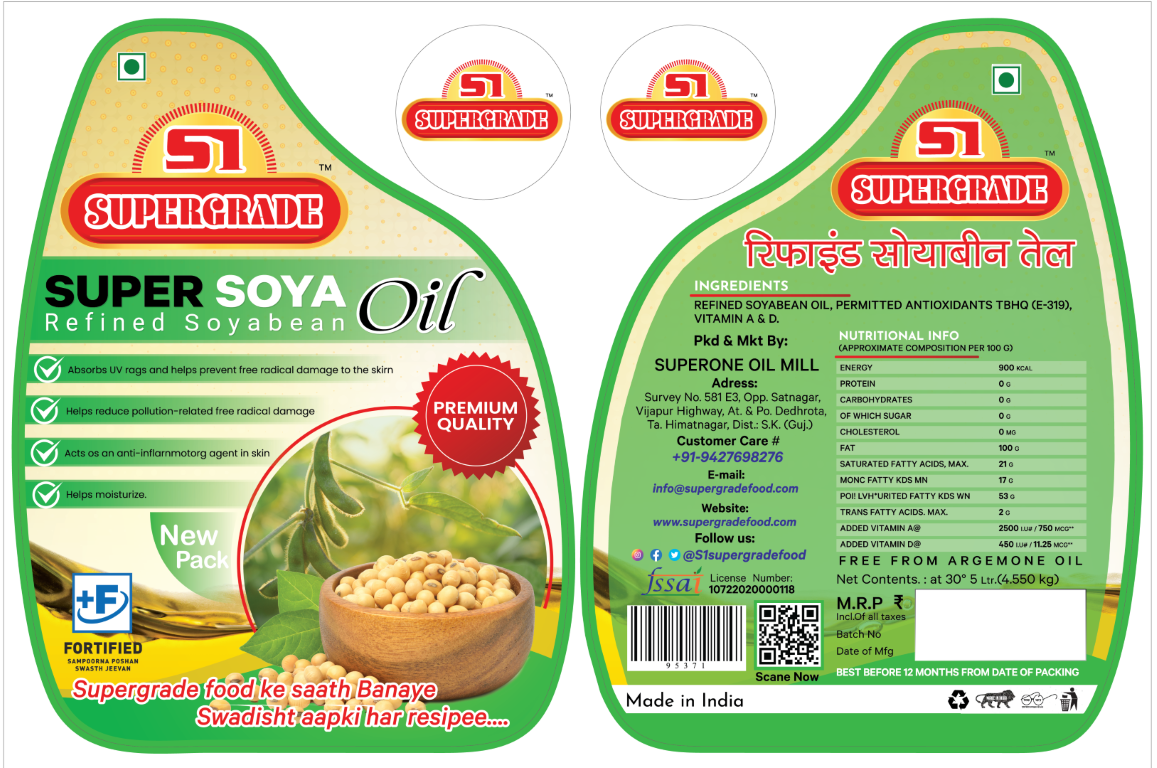 S1
TM
SUPERGRADE
SUPER SOYA Oil
Refined Soyabean
Absorbs UV rags and helps prevent free radical damage to the skirn
Helps reduce pollution-related free radical damage
Acts os an anti-inflarnmotorg agent in skin
Helps moisturize.
PREMIUM
QUALITY
New
Pack
+F
FORTIFIED
SAMPOORNA POSHAN
SWASTH JEEVAN
Supergrade food ke saath Banaye
Swadisht aapki har resipee....
S1
TM
SUPERGRADE
S1
TM
SUPERGRADE
S1
TM
SUPERGRADE
रिफाइंड सोयाबीन तेल
INGREDIENTS
REFINED SOYABEAN OIL, PERMITTED ANTIOXIDANTS TBHQ (E-319),
VITAMIN A & D.
Pkd & Mkt By:
SUPERONE OIL MILL
Adress:
Survey No. 581 E3, Opp. Satnagar,
Vijapur Highway, At. & Po. Dedhrota,
Ta. Himatnagar, Dist.: S.K. (Guj.)
Customer Care #
+91-9427698276
E-mail:
info@supergradefood.com
Website:
www.supergradefood.com
Follow us:
@S1supergradefood
fssai
License Number:
10722020000118
95371
Scane Now
NUTRITIONAL INFO
(APPROXIMATE COMPOSITION PER 100 G)
ENERGY 900 KCAL
PROTEIN 0 G
CARBOHYDRATES 0 G
OF WHICH SUGAR 0 G
CHOLESTEROL 0 MG
FAT 100 G
SATURATED FATTY ACIDS, MAX. 21 G
MONC FATTY KDS MN 17 G
POI! LVH*URITED FATTY KDS WN 53 G
TRANS FATTY ACIDS. MAX. 2 G
ADDED VITAMIN A@ 2500 I.U# / 750 MCG**
ADDED VITAMIN D@ 450 I.U# / 11.25 MCG**
FREE FROM ARGEMONE OIL
Net Contents. : at 30° 5 Ltr.(4.550 kg)
M.R.P ₹
Incl.Of all taxes
Batch No
Date of Mfg
BEST BEFORE 12 MONTHS FROM DATE OF PACKING
Made in India